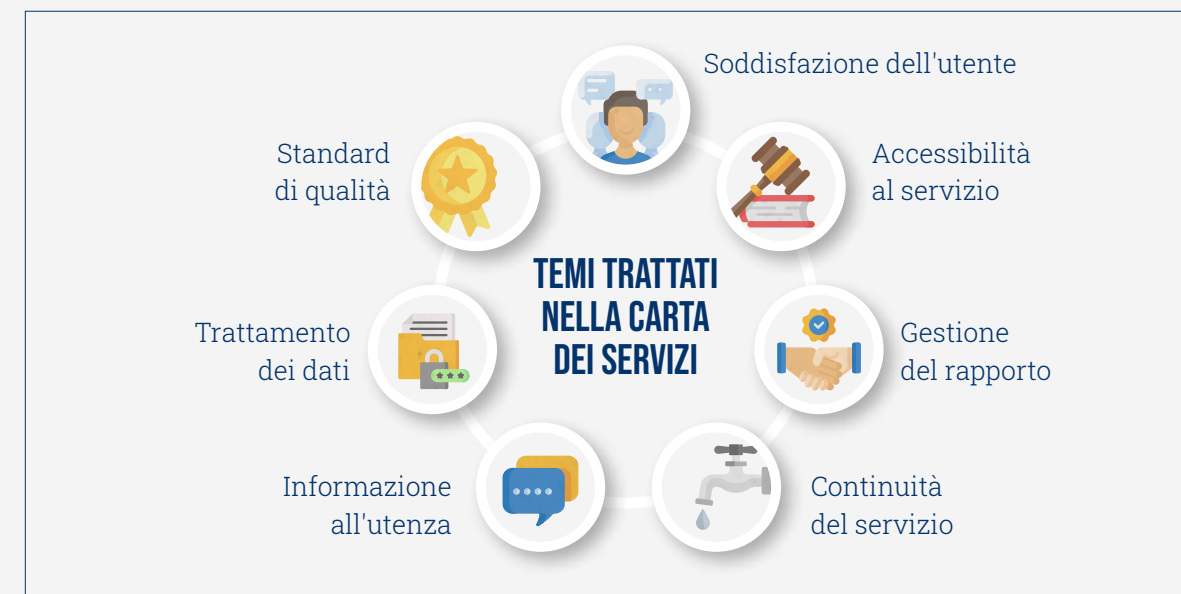 Soddisfazione dell'utente
Standard
di qualità
Accessibilità
al servizio
TEMI TRATTATI
NELLA CARTA
DEI SERVIZI
Trattamento
dei dati
Gestione
del rapporto
Informazione
all'utenza
Continuità
del servizio